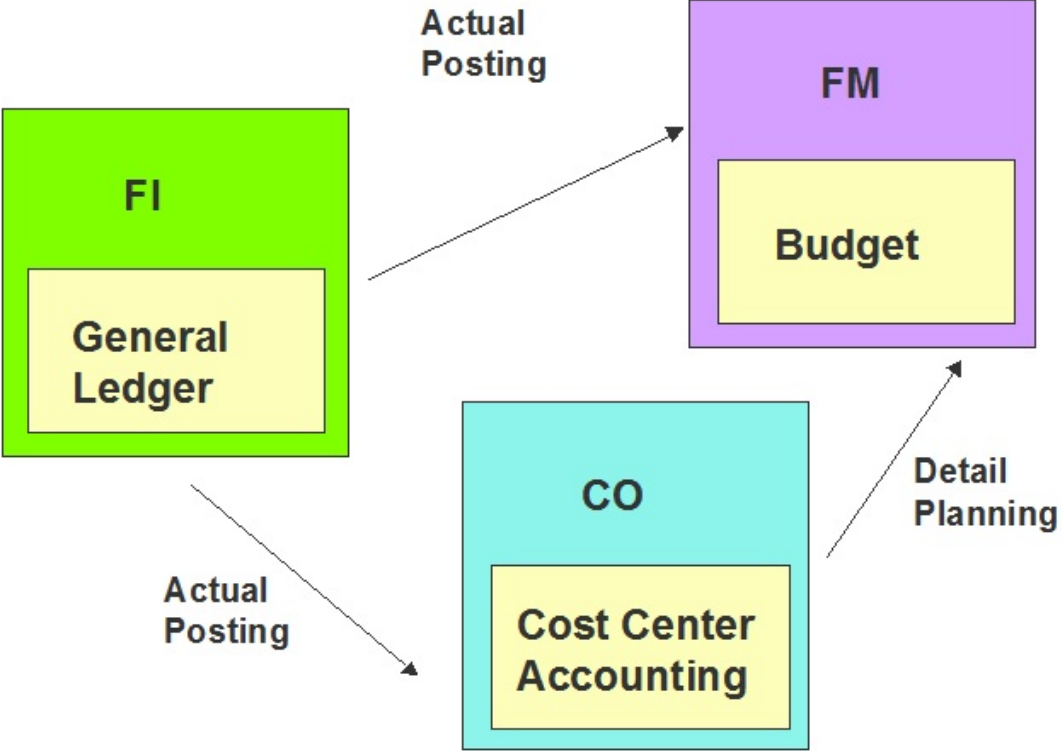 Actual
Posting
FM
Budget
FI
General
Ledger
Actual
Posting
CO
Cost Center
Accounting
Detail
Planning